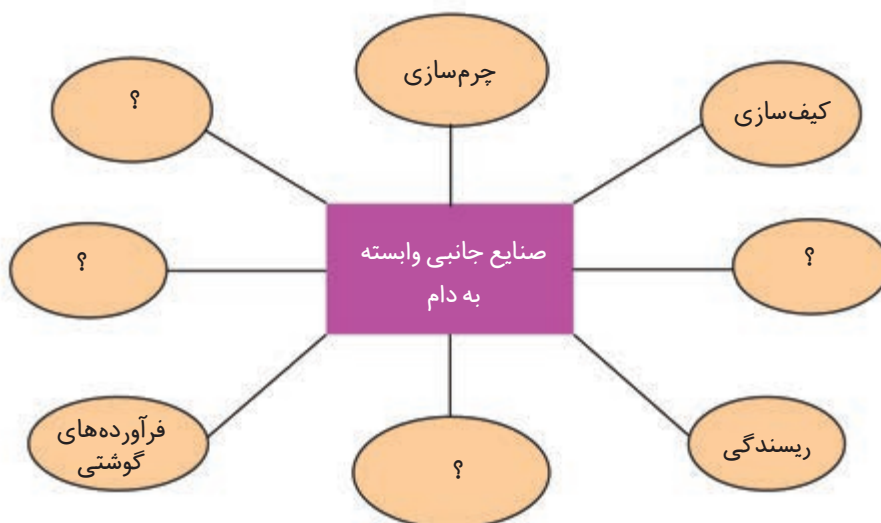 چرم‌سازی
کیف‌سازی
؟
؟
؟
صنایع جانبی وابسته
به دام
ریسندگی
؟
فرآورده‌های
گوشتی